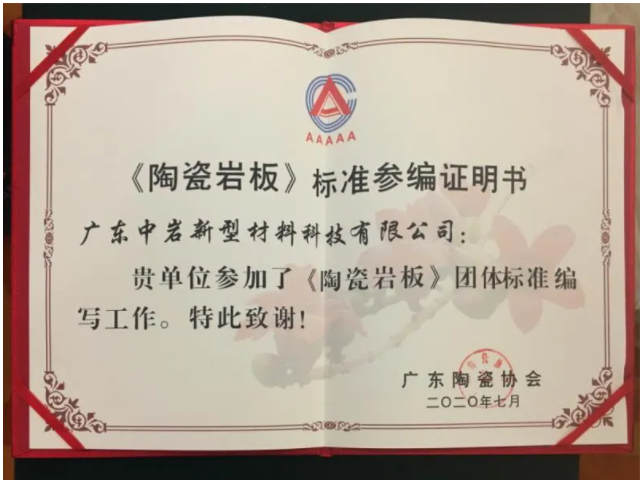 AAAAA
《陶瓷岩板》标准参编证明书
广东中岩新型材料科技有限公司：
贵单位参加了《陶瓷岩板》团体标准编
写工作。特此致谢！
广东陶瓷协会
二〇二〇年七月